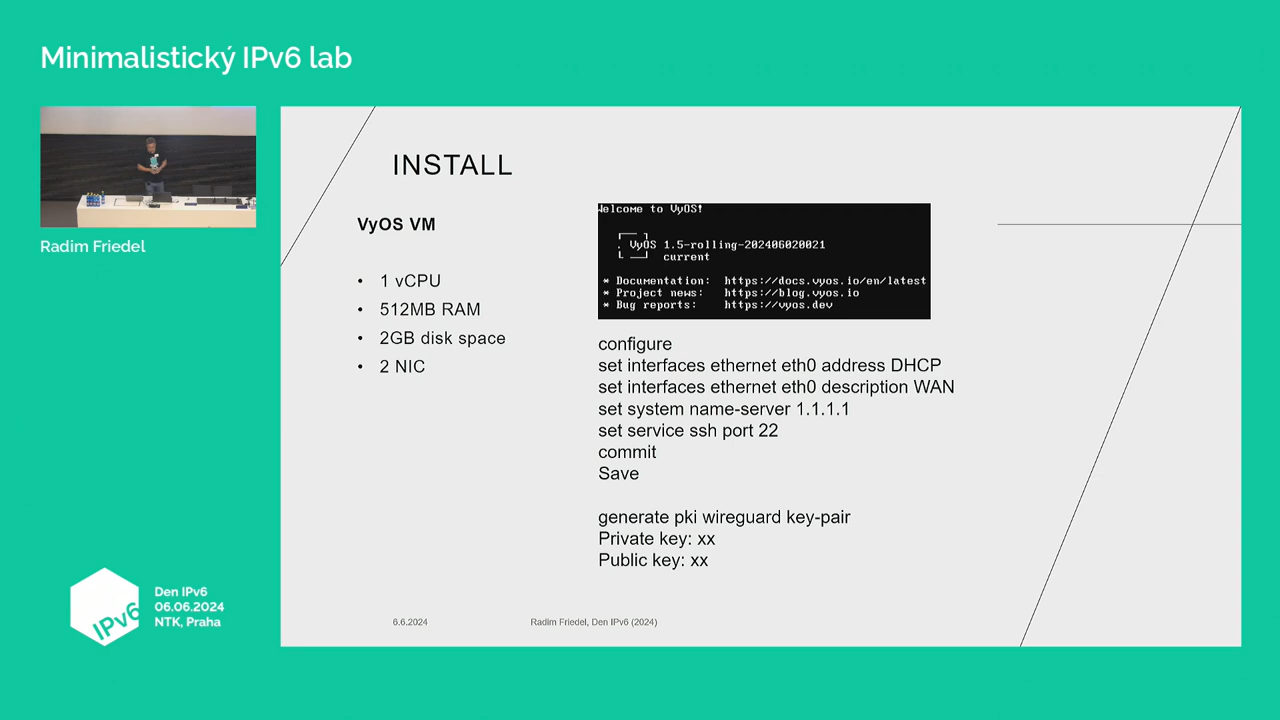 Minimalistický IPv6 lab
Radim Friedel
INSTALL
VyOS VM
• 1 vCPU
• 512MB RAM
• 2GB disk space
• 2 NIC
Welcome to VyOS!
VyOS 1.5-rolling-202406020021
current
* Documentation: https://docs.vyos.io/en/latest
* Project news: https://blog.vyos.io
* Bug reports: https://vyos.dev
configure
set interfaces ethernet eth0 address DHCP
set interfaces ethernet eth0 description WAN
set system name-server 1.1.1.1
set service ssh port 22
commit
Save
generate pki wireguard key-pair
Private key: xx
Public key: xx
6.6.2024
Radim Friedel, Den IPv6 (2024)
IPv6
Den IPv6
06.06.2024
NTK, Praha